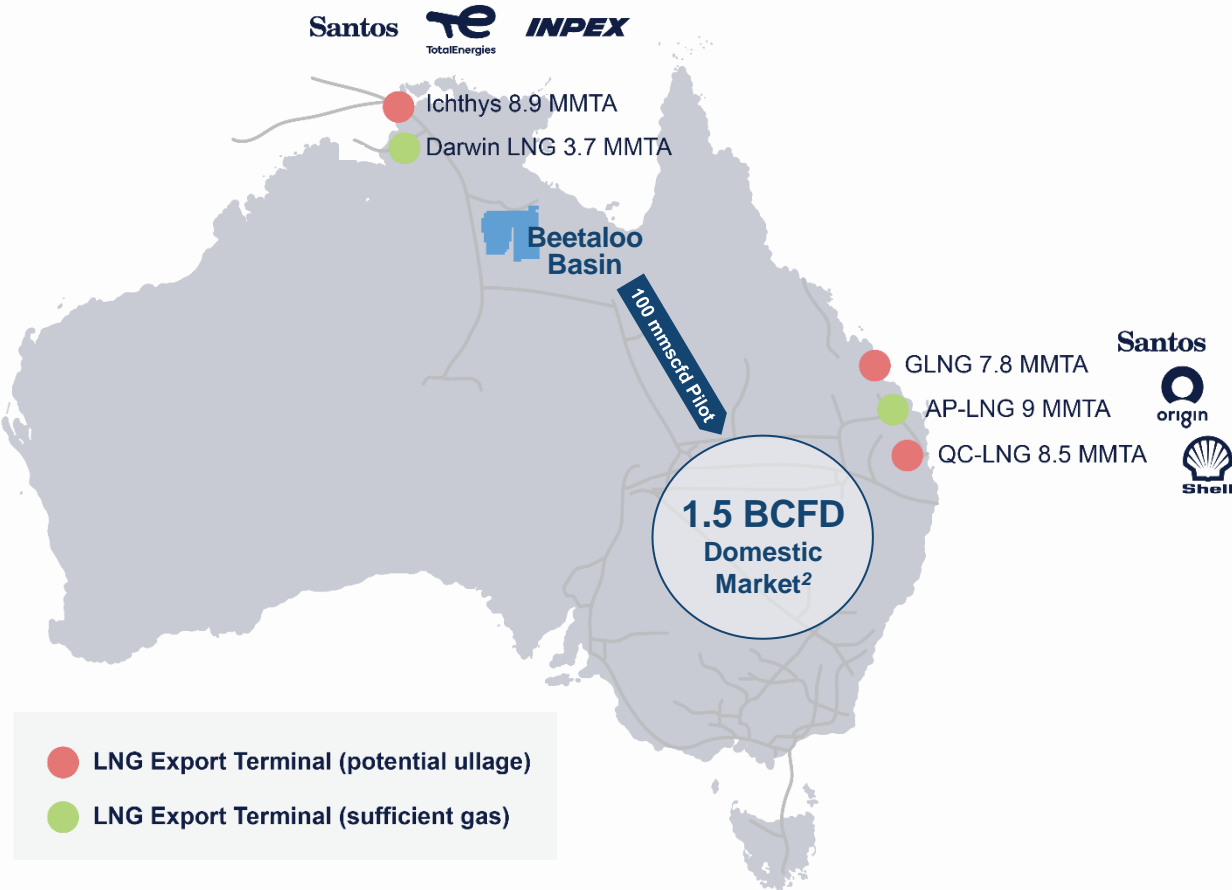 Santos
TotalEnergies
INPEX
Ichthys 8.9 MMTA
Darwin LNG 3.7 MMTA
Beetaloo
Basin
100 mmscfd Pilot
Santos
GLNG 7.8 MMTA
origin
AP-LNG 9 MMTA
QC-LNG 8.5 MMTA
Shell
1.5 BCFD
Domestic
Market²
LNG Export Terminal (potential ullage)
LNG Export Terminal (sufficient gas)